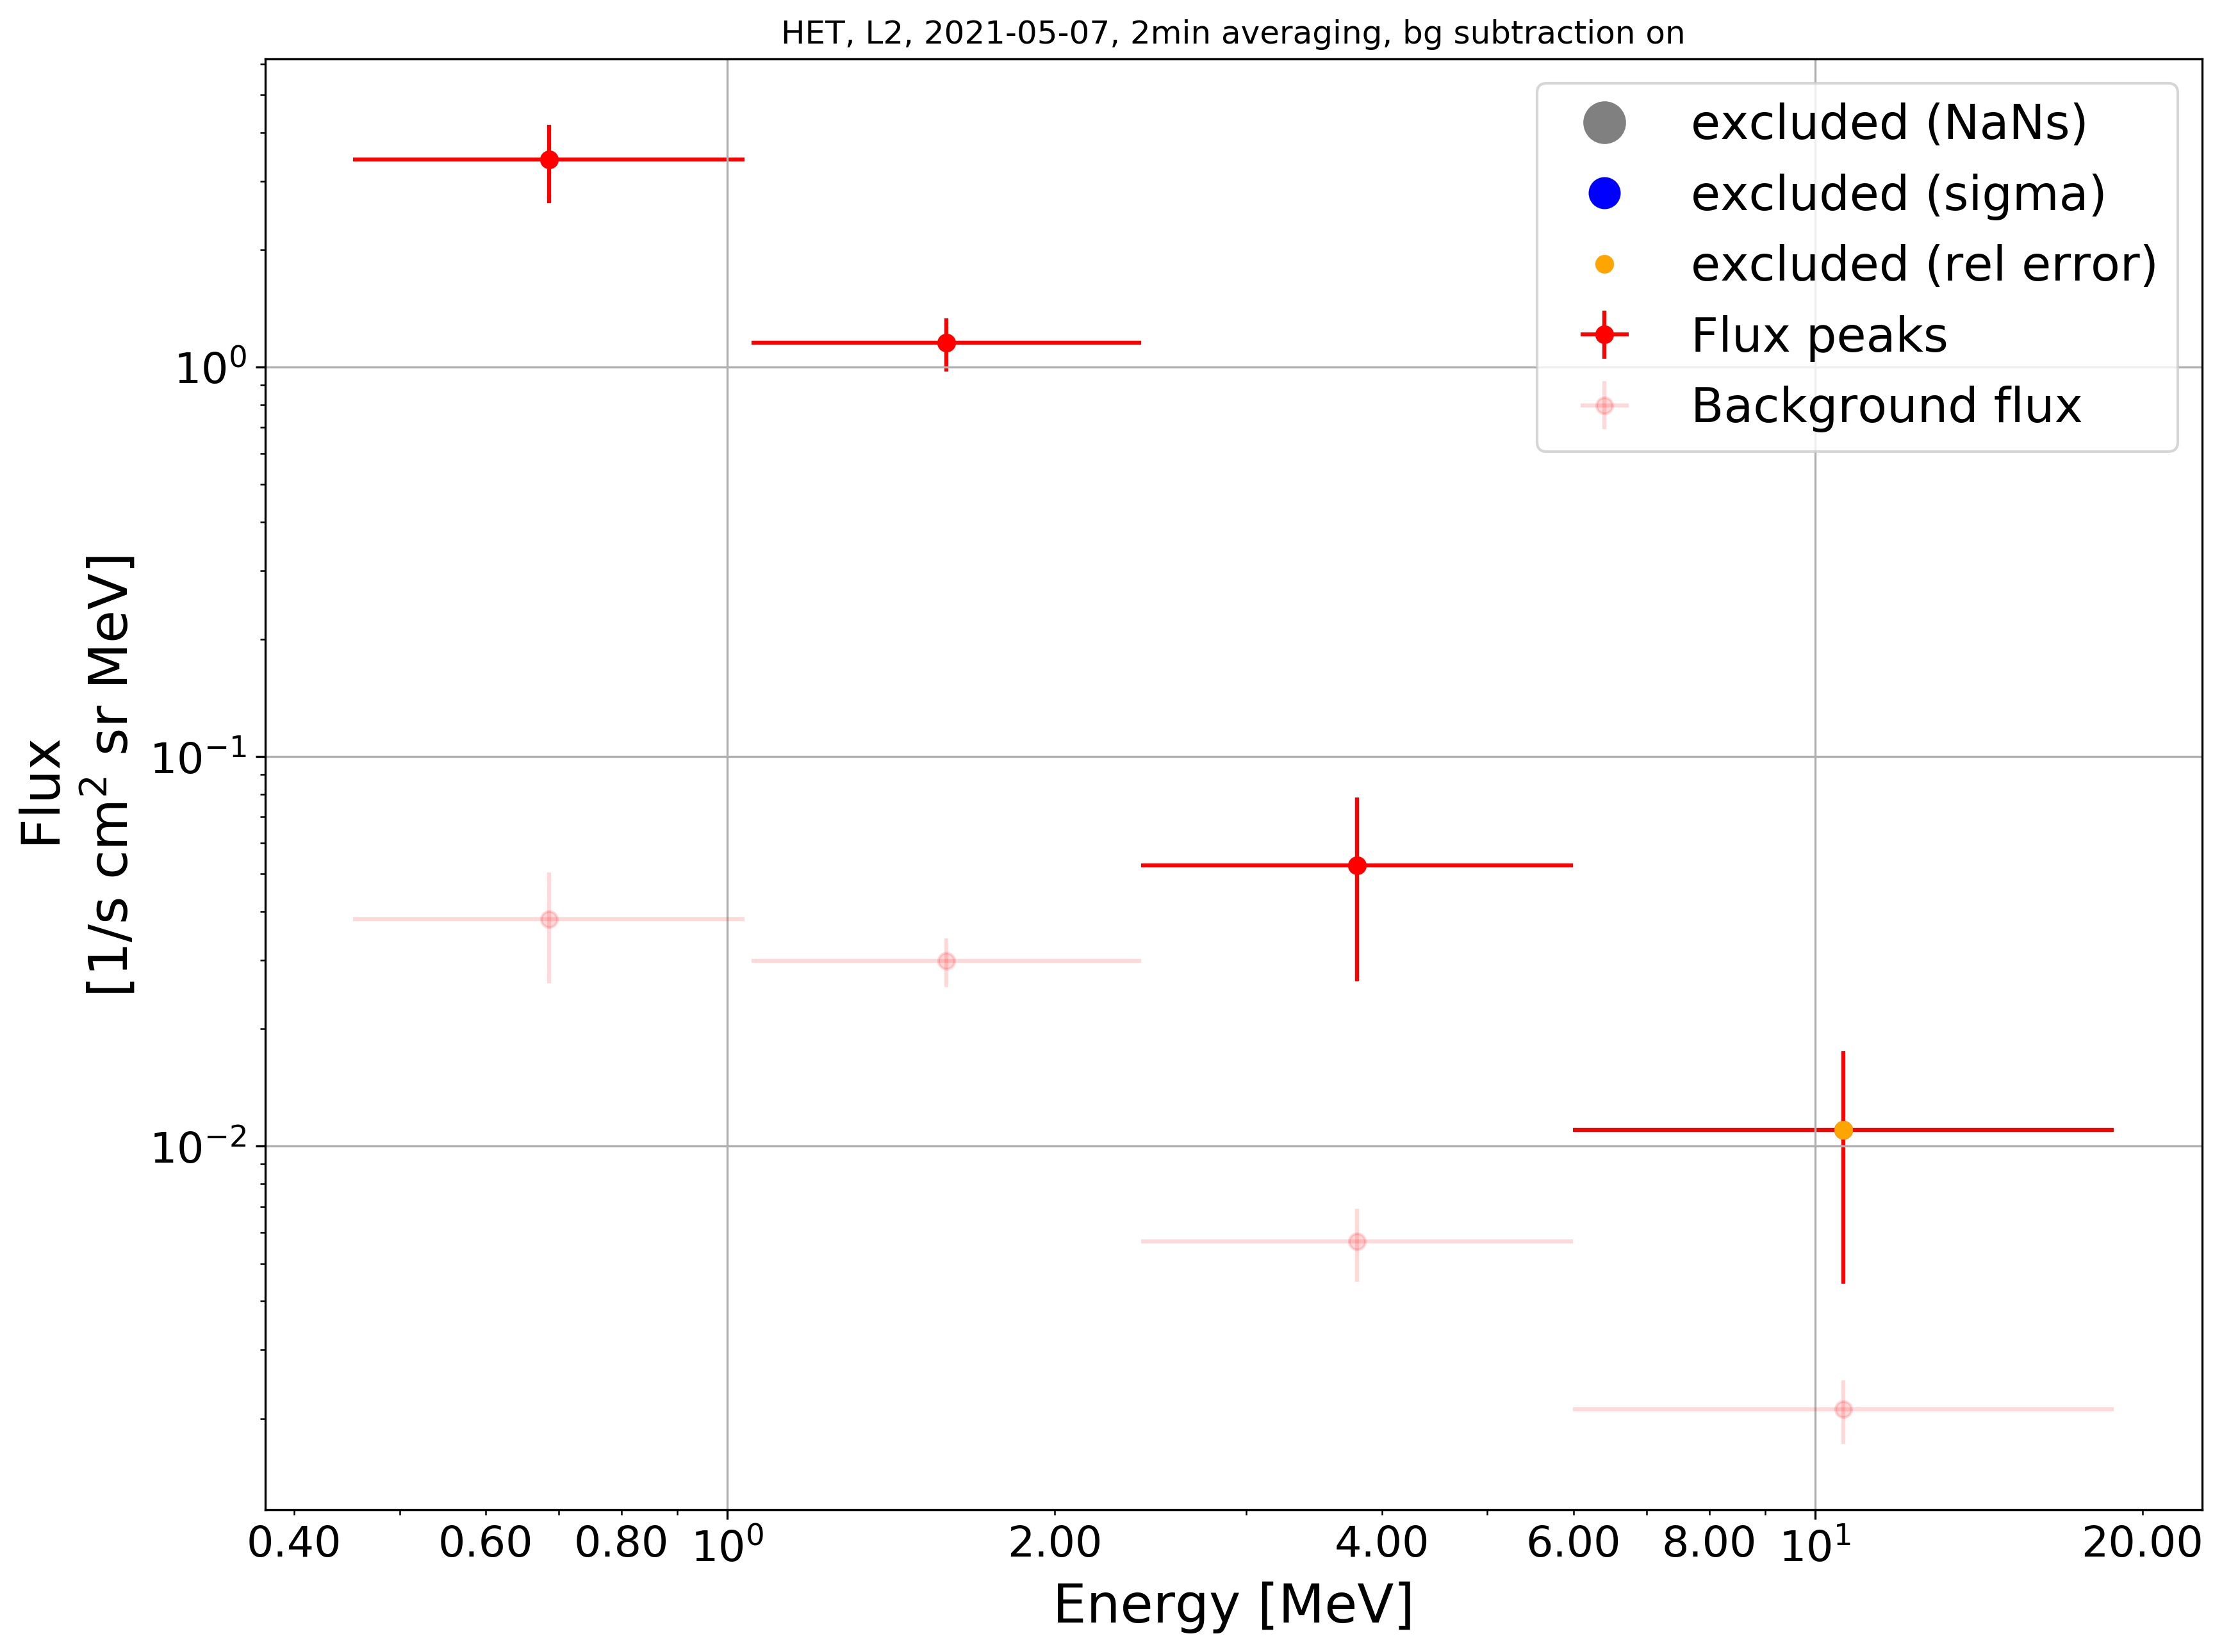 HET, L2, 2021-05-07, 2min averaging, bg subtraction on
excluded (NaNs)
excluded (sigma)
excluded (rel error)
Flux peaks
Background flux
Flux
[1/s cm² sr MeV]
10⁰
10⁻¹
10⁻²
0.40 0.60 0.80 10⁰ 2.00 4.00 6.00 8.00 10¹ 20.00
Energy [MeV]